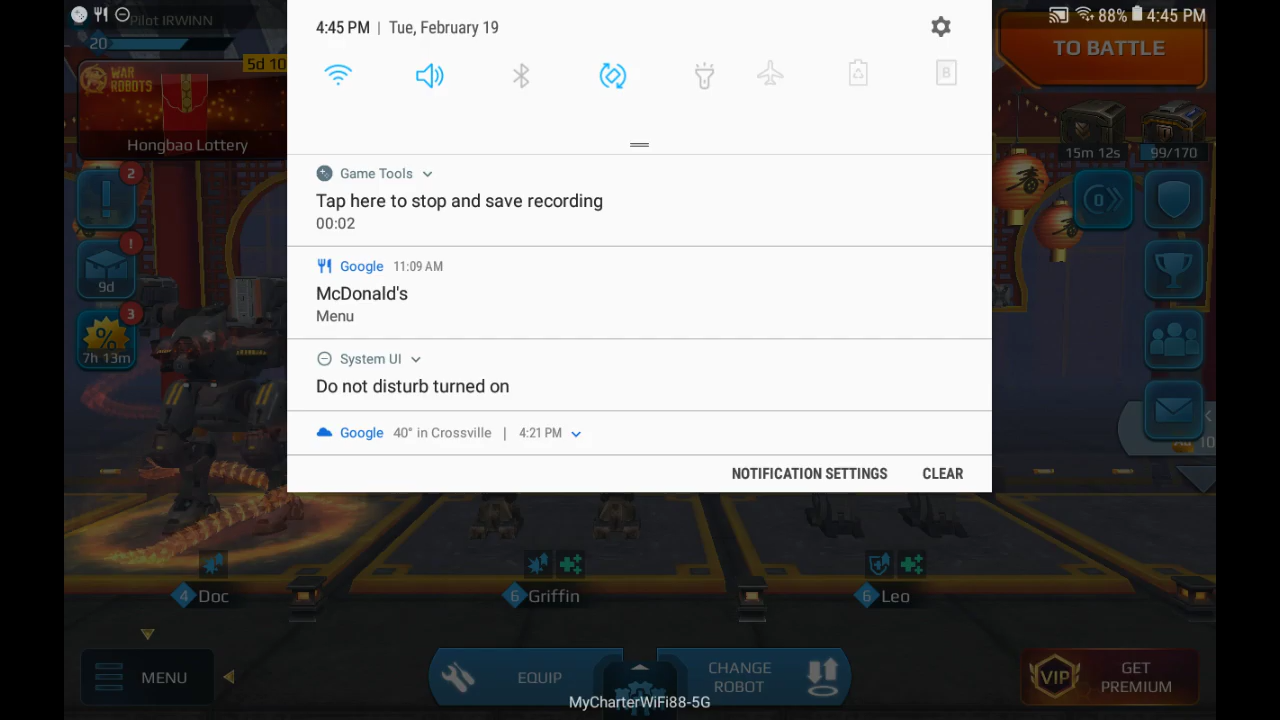 Pilot IRWINN
20
5d 10
WAR
ROBOTS
Hongbao Lottery
2
!
9d
3
7h 13m
4:45 PM | Tue, February 19
B
88% 4:45 PM
TO BATTLE
15m 12s
99/170
Game Tools
Tap here to stop and save recording
00:02
Google 11:09 AM
McDonald's
Menu
System UI
Do not disturb turned on
Google 40° in Crossville | 4:21 PM
NOTIFICATION SETTINGS CLEAR
春
春
10
4 Doc
6 Griffin
6 Leo
MENU
EQUIP
CHANGE
ROBOT
VIP
GET
PREMIUM
MyCharterWiFi88-5G